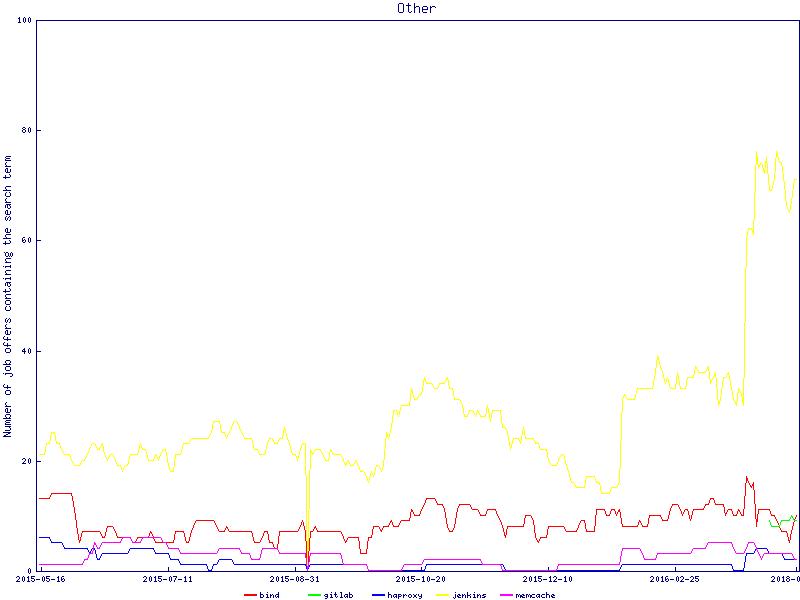 Other
Number of job offers containing the search term
100
80
60
40
20
0
2015-05-16 2015-07-11 2015-08-31 2015-10-20 2015-12-10 2016-02-25 2018-0
bind gitlab haproxy jenkins memcache